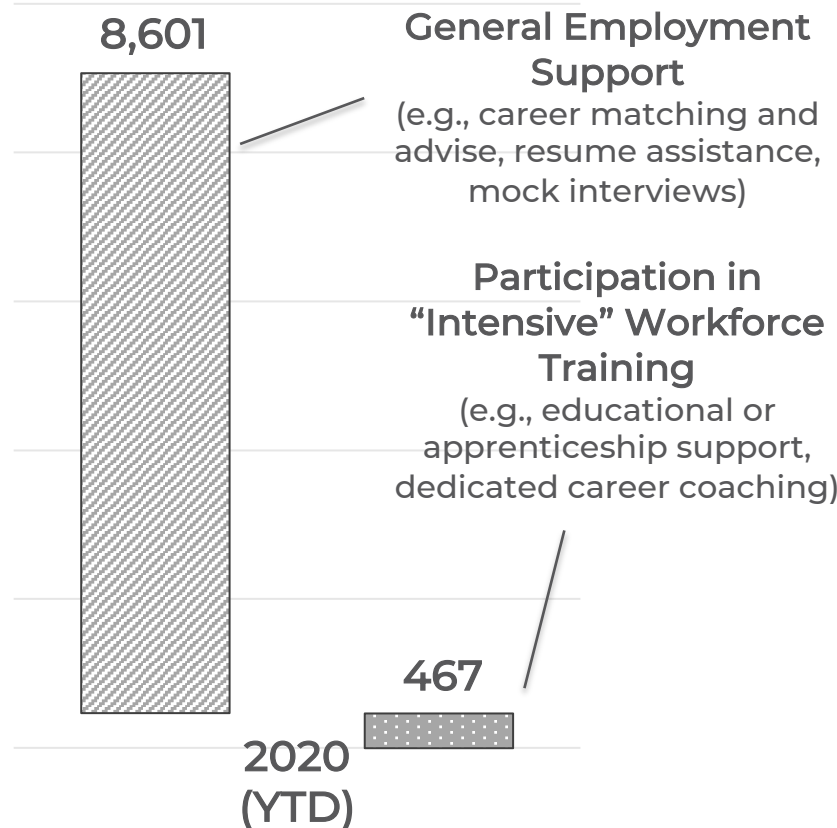 8,601
General Employment
Support
(e.g., career matching and
advise, resume assistance,
mock interviews)
Participation in
“Intensive” Workforce
Training
(e.g., educational or
apprenticeship support,
dedicated career coaching)
467
2020
(YTD)